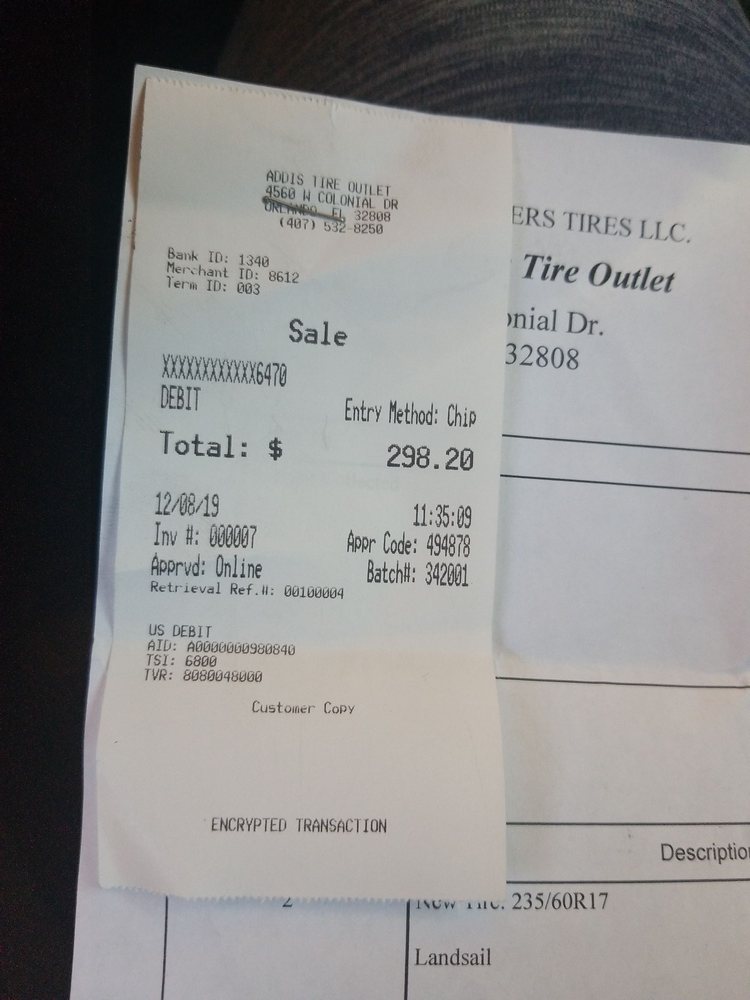 ADDIS TIRE OUTLET
4560 W COLONIAL DR
ORLANDO, FL 32808
(407) 532-8250
Bank ID: 1340
Merchant ID: 8612
Term ID: 003
Sale
XXXXXXXXXXXX6470
DEBIT
Entry Method: Chip
Total: $ 298.20
12/08/19 11:35:09
Inv #: 000007 Appr Code: 494878
Apprvd: Online Batch#: 342001
Retrieval Ref.#: 00100004
US DEBIT
AID: A0000000980840
TSI: 6800
TVR: 8080048000
Customer Copy
ENCRYPTED TRANSACTION
ERS TIRES LLC.
Tire Outlet
onial Dr.
32808
Descriptio
2 New Tire: 235/60R17
Landsail